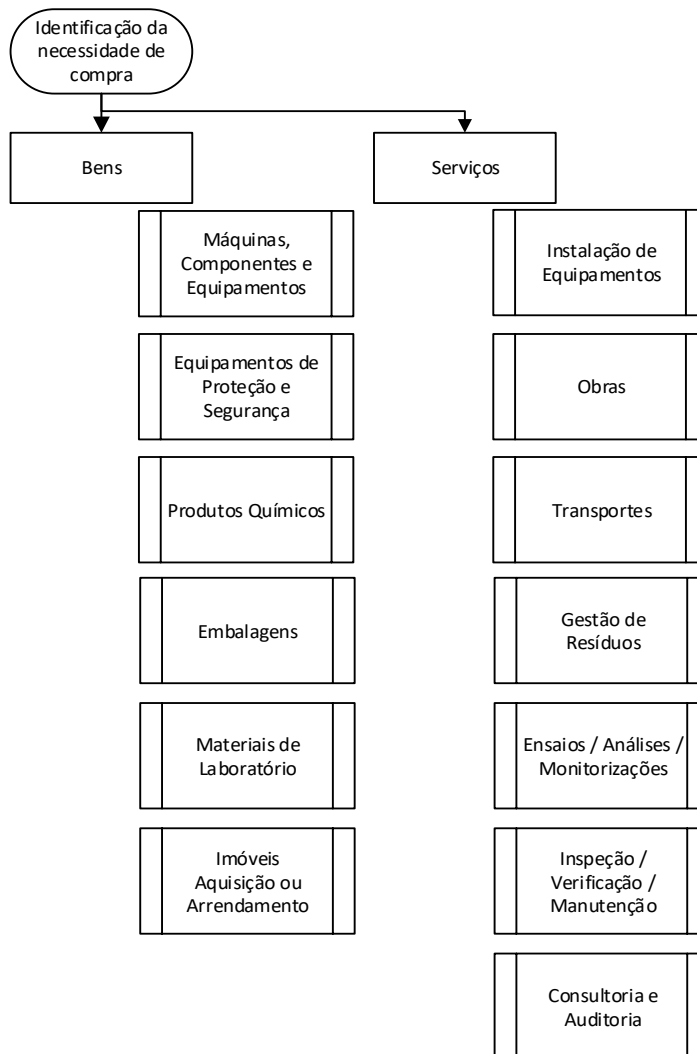 Identificação da
necessidade de
compra
Bens
Serviços
Máquinas,
Componentes e
Equipamentos
Instalação de
Equipamentos
Equipamentos de
Proteção e
Segurança
Obras
Produtos Químicos
Transportes
Embalagens
Gestão de
Resíduos
Materiais de
Laboratório
Ensaios / Análises /
Monitorizações
Imóveis
Aquisição ou
Arrendamento
Inspeção /
Verificação /
Manutenção
Consultoria e
Auditoria